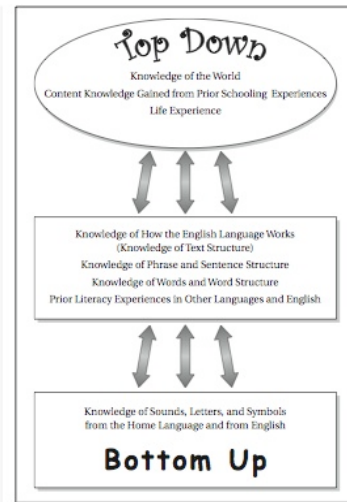 Top Down
Knowledge of the World
Content Knowledge Gained from Prior Schooling Experiences
Life Experience
Knowledge of How the English Language Works
(Knowledge of Text Structure)
Knowledge of Phrase and Sentence Structure
Knowledge of Words and Word Structure
Prior Literacy Experiences in Other Languages and English
Knowledge of Sounds, Letters, and Symbols
from the Home Language and from English
Bottom Up